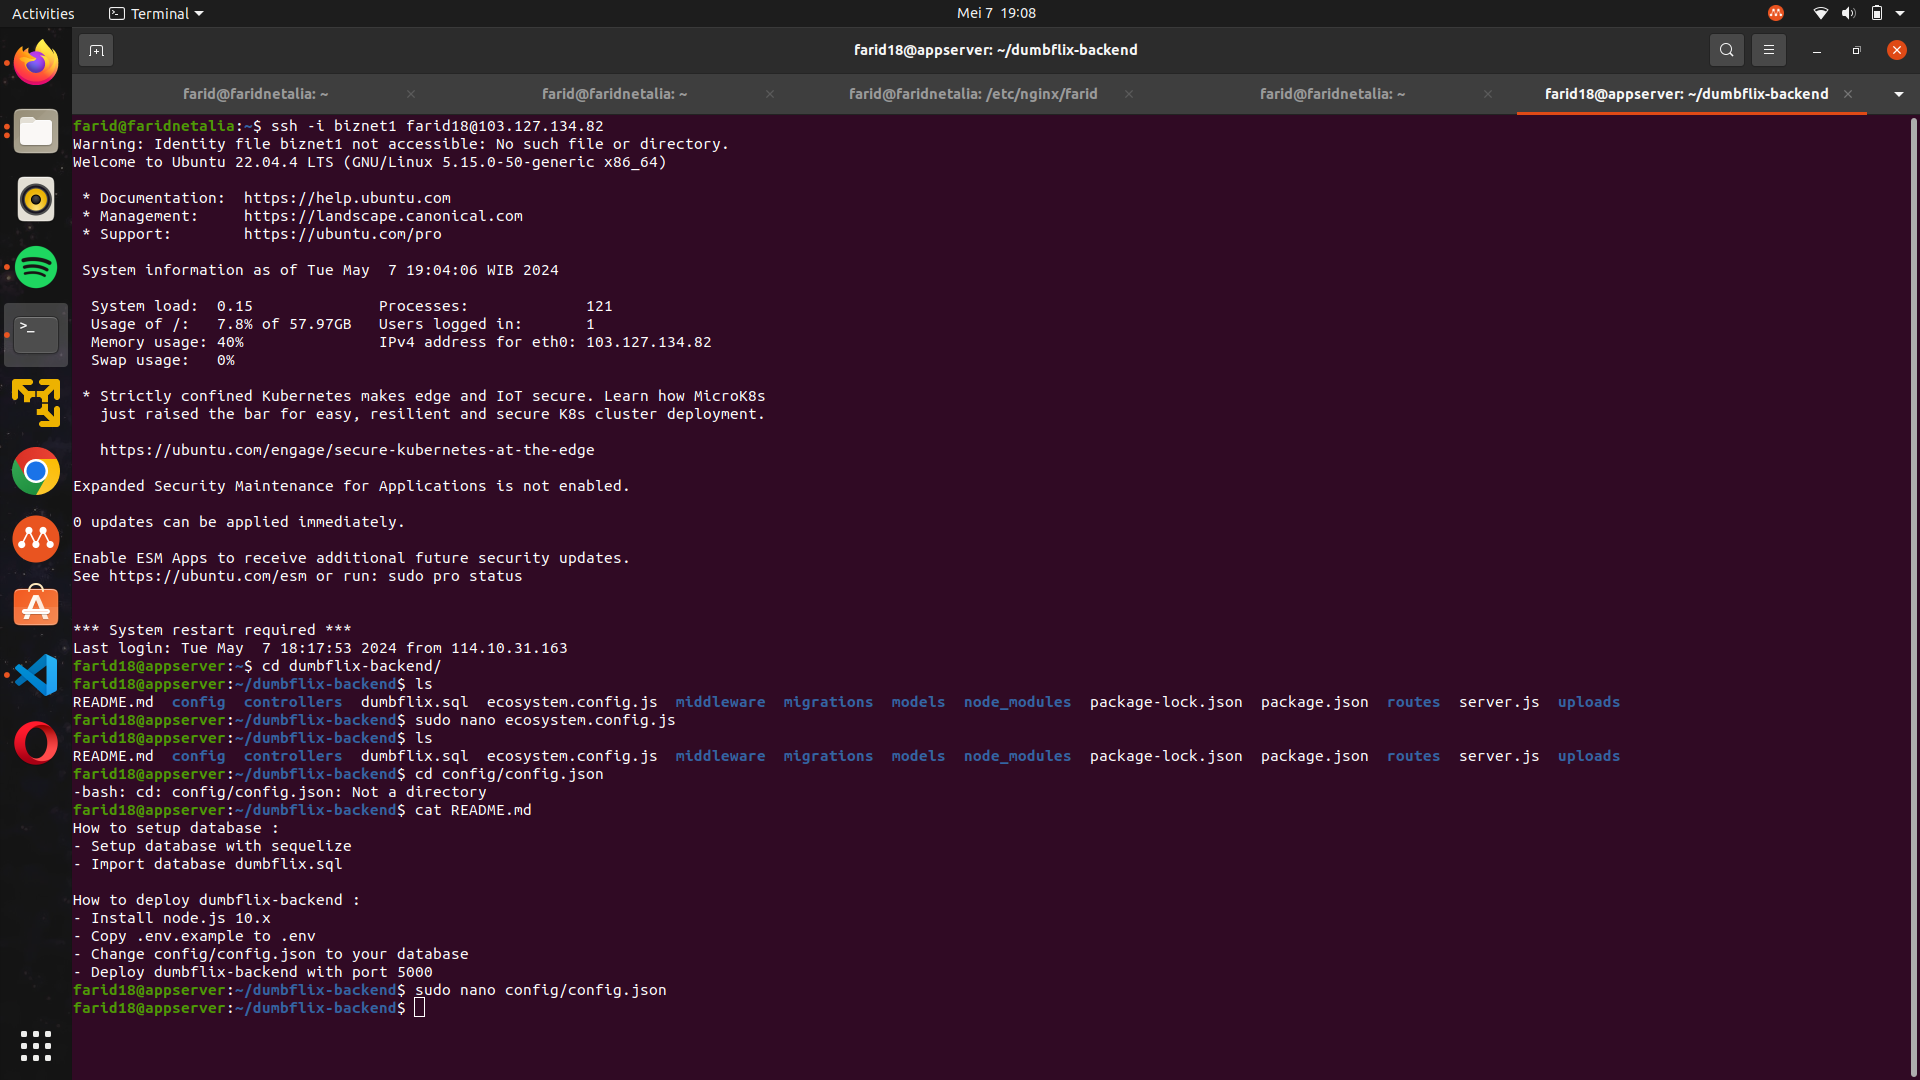 Activities Terminal Mei 7 19:08
farid18@appserver: ~/dumbflix-backend
farid@faridnetalia: ~ farid@faridnetalia: ~ farid@faridnetalia: /etc/nginx/farid farid@faridnetalia: ~ farid18@appserver: ~/dumbflix-backend
farid@faridnetalia:~$ ssh -i biznet1 farid18@103.127.134.82
Warning: Identity file biznet1 not accessible: No such file or directory.
Welcome to Ubuntu 22.04.4 LTS (GNU/Linux 5.15.0-50-generic x86_64)
* Documentation: https://help.ubuntu.com
* Management: https://landscape.canonical.com
* Support: https://ubuntu.com/pro
System information as of Tue May 7 19:04:06 WIB 2024
System load: 0.15 Processes: 121
Usage of /: 7.8% of 57.97GB Users logged in: 1
Memory usage: 40% IPv4 address for eth0: 103.127.134.82
Swap usage: 0%
* Strictly confined Kubernetes makes edge and IoT secure. Learn how MicroK8s
just raised the bar for easy, resilient and secure K8s cluster deployment.
https://ubuntu.com/engage/secure-kubernetes-at-the-edge
Expanded Security Maintenance for Applications is not enabled.
0 updates can be applied immediately.
Enable ESM Apps to receive additional future security updates.
See https://ubuntu.com/esm or run: sudo pro status
*** System restart required ***
Last login: Tue May 7 18:17:53 2024 from 114.10.31.163
farid18@appserver:~$ cd dumbflix-backend/
farid18@appserver:~/dumbflix-backend$ ls
README.md config controllers dumbflix.sql ecosystem.config.js middleware migrations models node_modules package-lock.json package.json routes server.js uploads
farid18@appserver:~/dumbflix-backend$ sudo nano ecosystem.config.js
farid18@appserver:~/dumbflix-backend$ ls
README.md config controllers dumbflix.sql ecosystem.config.js middleware migrations models node_modules package-lock.json package.json routes server.js uploads
farid18@appserver:~/dumbflix-backend$ cd config/config.json
-bash: cd: config/config.json: Not a directory
farid18@appserver:~/dumbflix-backend$ cat README.md
How to setup database :
- Setup database with sequelize
- Import database dumbflix.sql
How to deploy dumbflix-backend :
- Install node.js 10.x
- Copy .env.example to .env
- Change config/config.json to your database
- Deploy dumbflix-backend with port 5000
farid18@appserver:~/dumbflix-backend$ sudo nano config/config.json
farid18@appserver:~/dumbflix-backend$